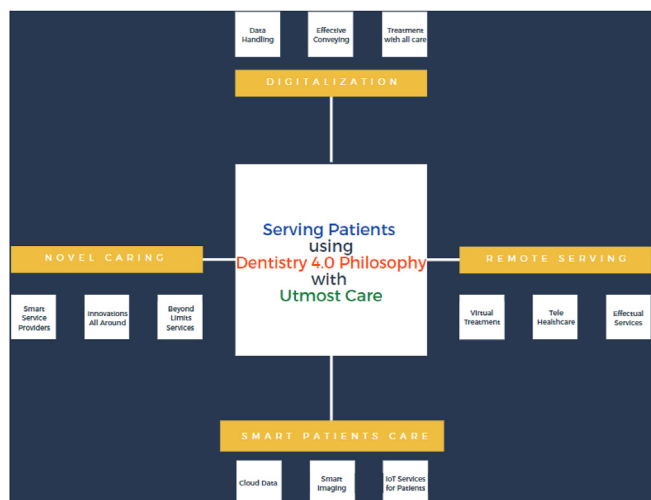 Data
Handling
Effective
Conveying
Treatment
with all care
DIGITALIZATION
Serving Patients
using
Dentistry 4.0 Philosophy
with
Utmost Care
NOVEL CARING
Smart
Service
Providers
Innovations
All Around
Beyond
Limits
Services
REMOTE SERVING
Virtual
Treatment
Tele
Healthcare
Effectual
Services
SMART PATIENTS CARE
Cloud Data
Smart
Imaging
IoT Services
for Patients